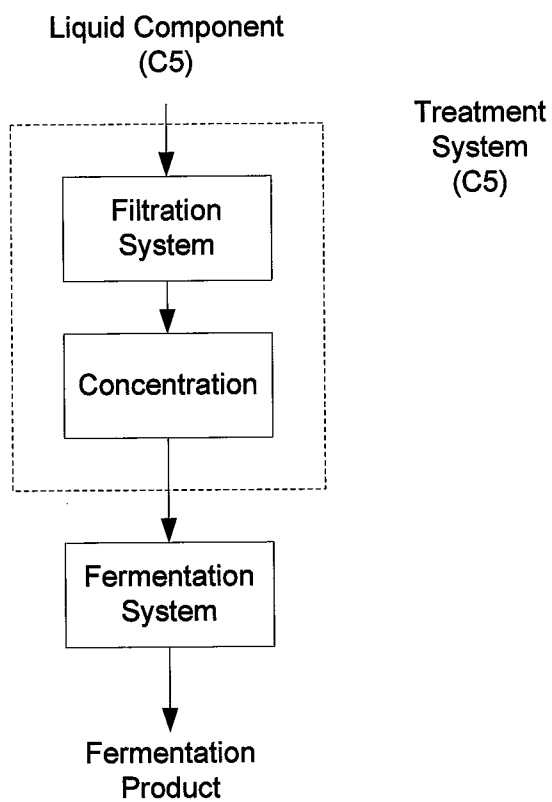 Liquid Component
(C5)
Treatment
System
(C5)
Filtration
System
Concentration
Fermentation
System
Fermentation
Product